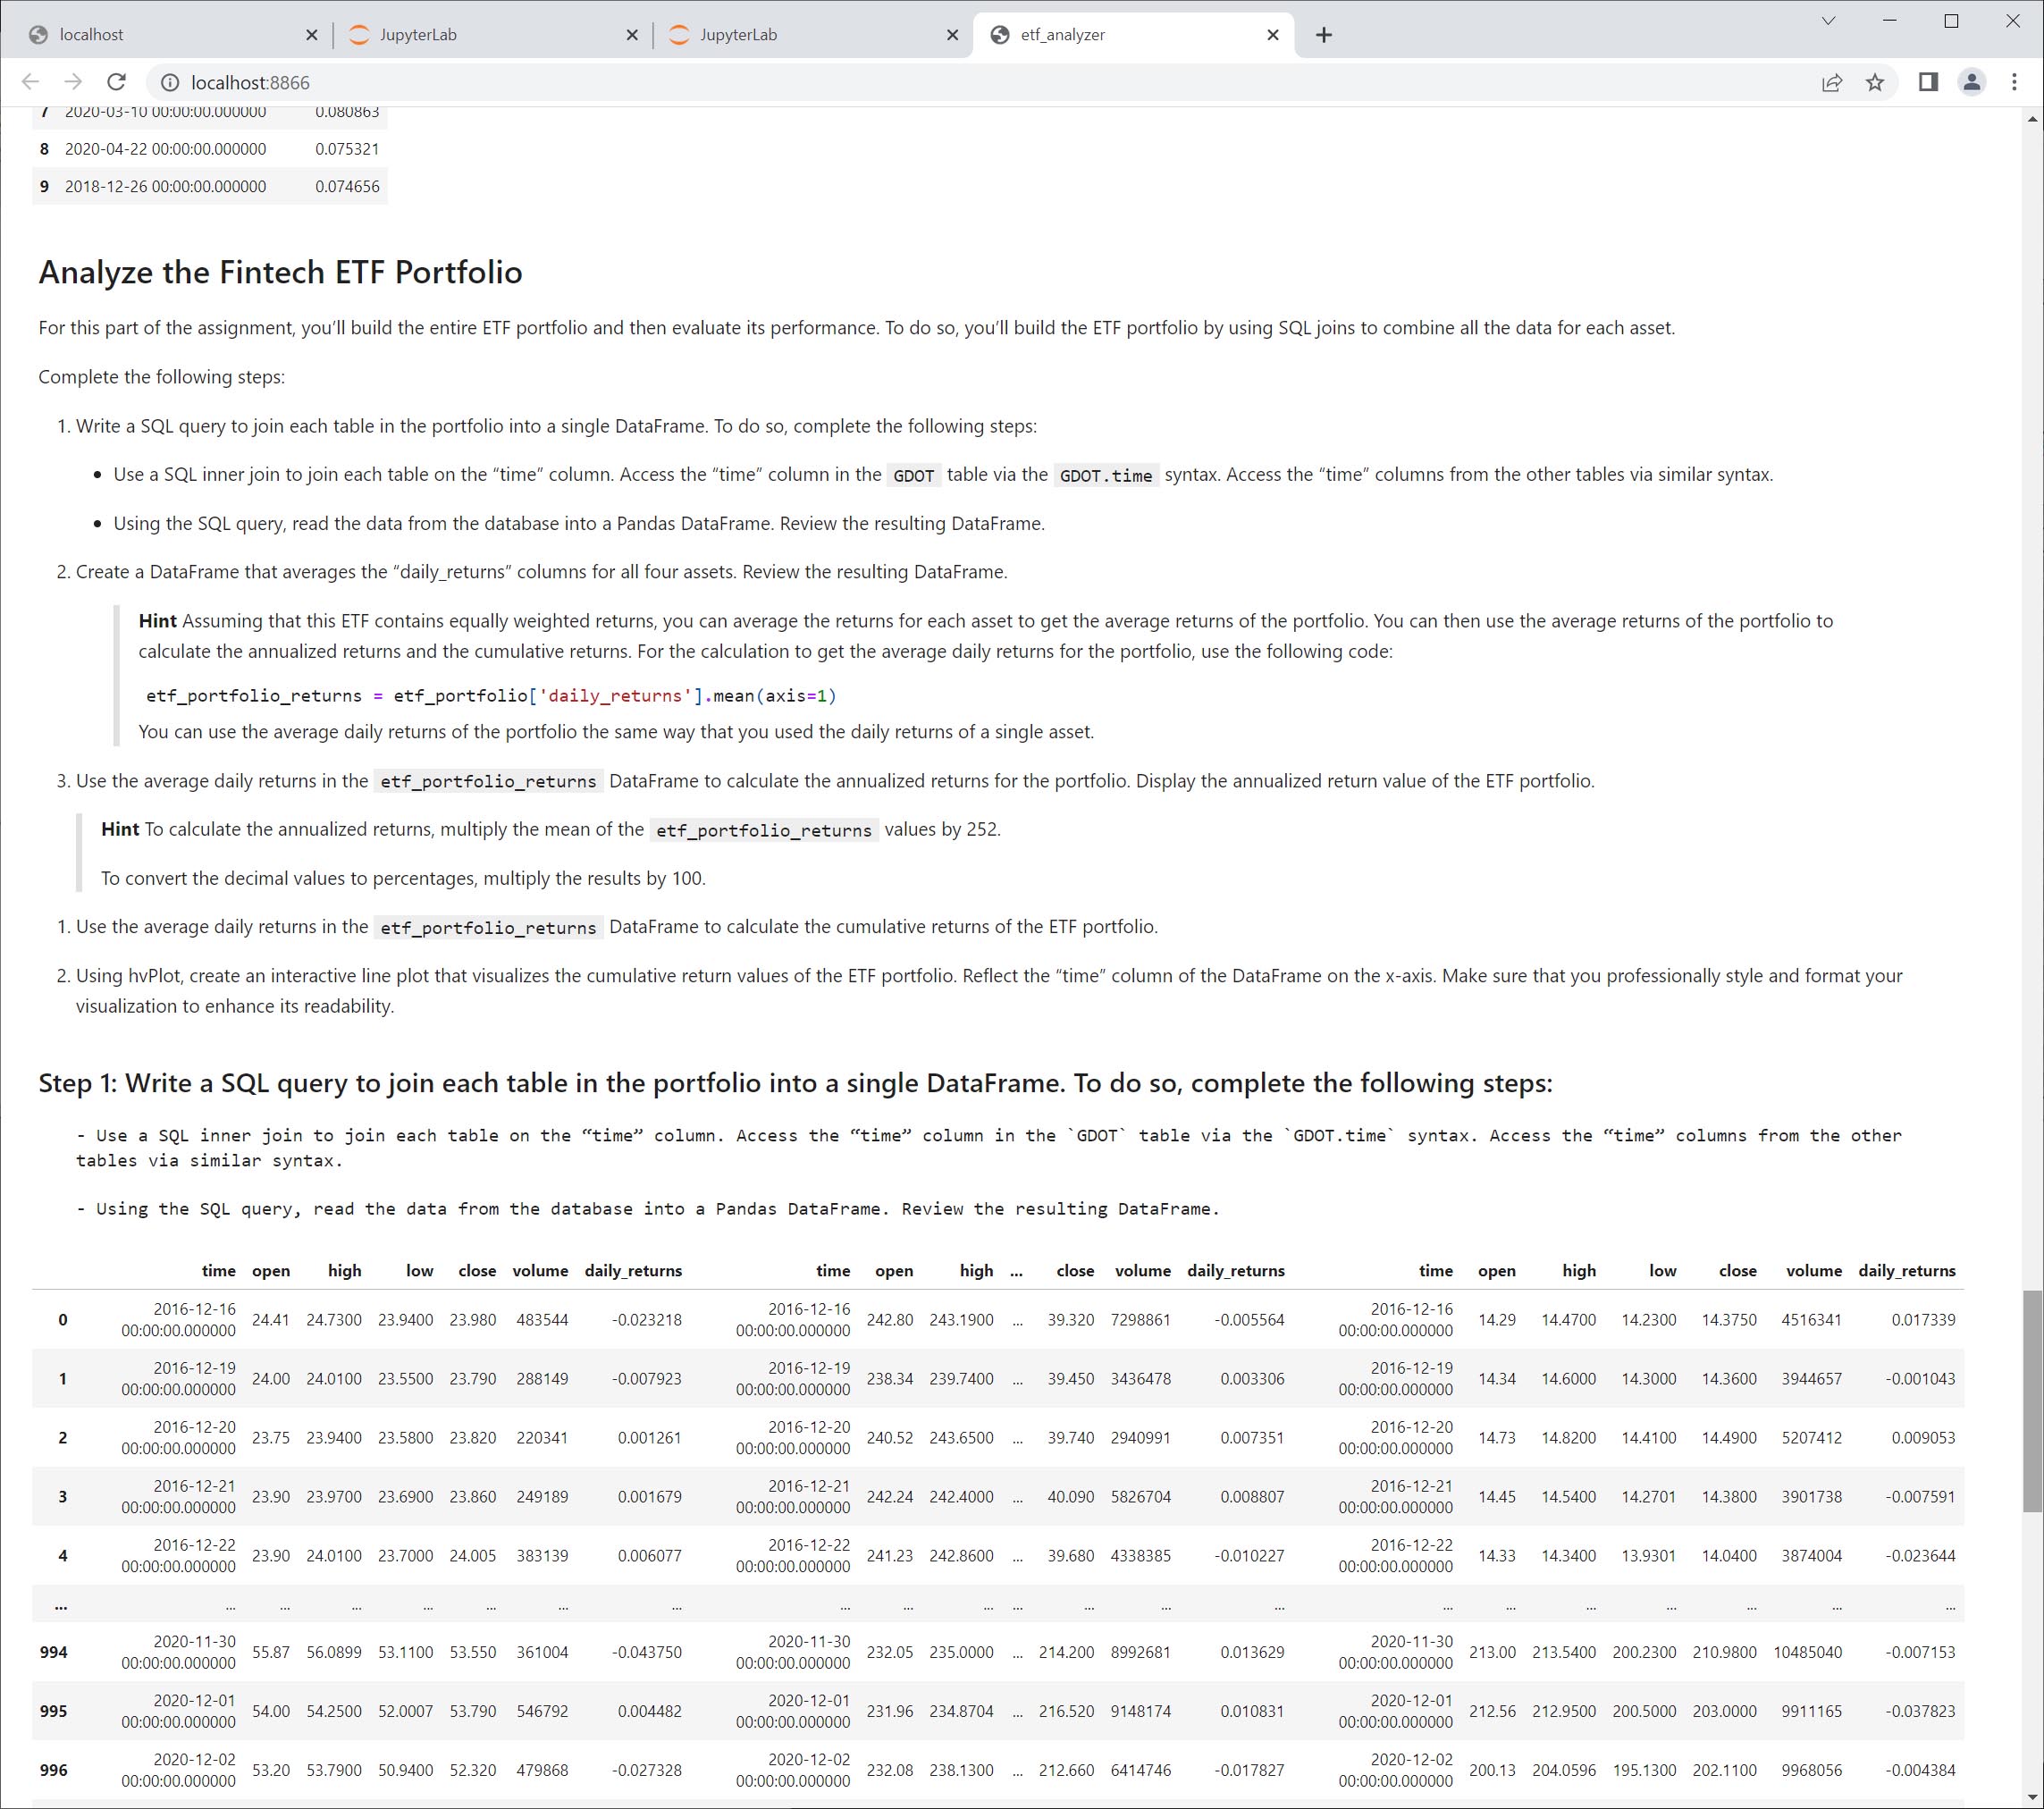 localhost
JupyterLab
JupyterLab
etf_analyzer
localhost:8866
7 2020-03-10 00:00:00.000000 0.080863
8 2020-04-22 00:00:00.000000 0.075321
9 2018-12-26 00:00:00.000000 0.074656
Analyze the Fintech ETF Portfolio
For this part of the assignment, you’ll build the entire ETF portfolio and then evaluate its performance. To do so, you’ll build the ETF portfolio by using SQL joins to combine all the data for each asset.
Complete the following steps:
1. Write a SQL query to join each table in the portfolio into a single DataFrame. To do so, complete the following steps:
• Use a SQL inner join to join each table on the “time” column. Access the “time” column in the GDOT table via the GDOT.time syntax. Access the “time” columns from the other tables via similar syntax.
• Using the SQL query, read the data from the database into a Pandas DataFrame. Review the resulting DataFrame.
2. Create a DataFrame that averages the “daily_returns” columns for all four assets. Review the resulting DataFrame.
Hint Assuming that this ETF contains equally weighted returns, you can average the returns for each asset to get the average returns of the portfolio. You can then use the average returns of the portfolio to
calculate the annualized returns and the cumulative returns. For the calculation to get the average daily returns for the portfolio, use the following code:
etf_portfolio_returns = etf_portfolio['daily_returns'].mean(axis=1)
You can use the average daily returns of the portfolio the same way that you used the daily returns of a single asset.
3. Use the average daily returns in the etf_portfolio_returns DataFrame to calculate the annualized returns for the portfolio. Display the annualized return value of the ETF portfolio.
Hint To calculate the annualized returns, multiply the mean of the etf_portfolio_returns values by 252.
To convert the decimal values to percentages, multiply the results by 100.
1. Use the average daily returns in the etf_portfolio_returns DataFrame to calculate the cumulative returns of the ETF portfolio.
2. Using hvPlot, create an interactive line plot that visualizes the cumulative return values of the ETF portfolio. Reflect the “time” column of the DataFrame on the x-axis. Make sure that you professionally style and format your
visualization to enhance its readability.
Step 1: Write a SQL query to join each table in the portfolio into a single DataFrame. To do so, complete the following steps:
- Use a SQL inner join to join each table on the “time” column. Access the “time” column in the `GDOT` table via the `GDOT.time` syntax. Access the “time” columns from the other
tables via similar syntax.
- Using the SQL query, read the data from the database into a Pandas DataFrame. Review the resulting DataFrame.
time open high low close volume daily_returns time open high ... close volume daily_returns time open high low close volume daily_returns
0 2016-12-16 00:00:00.000000 24.41 24.7300 23.9400 23.980 483544 -0.023218 2016-12-16 00:00:00.000000 242.80 243.1900 ... 39.320 7298861 -0.005564 2016-12-16 00:00:00.000000 14.29 14.4700 14.2300 14.3750 4516341 0.017339
1 2016-12-19 00:00:00.000000 24.00 24.0100 23.5500 23.790 288149 -0.007923 2016-12-19 00:00:00.000000 238.34 239.7400 ... 39.450 3436478 0.003306 2016-12-19 00:00:00.000000 14.34 14.6000 14.3000 14.3600 3944657 -0.001043
2 2016-12-20 00:00:00.000000 23.75 23.9400 23.5800 23.820 220341 0.001261 2016-12-20 00:00:00.000000 240.52 243.6500 ... 39.740 2940991 0.007351 2016-12-20 00:00:00.000000 14.73 14.8200 14.4100 14.4900 5207412 0.009053
3 2016-12-21 00:00:00.000000 23.90 23.9700 23.6900 23.860 249189 0.001679 2016-12-21 00:00:00.000000 242.24 242.4000 ... 40.090 5826704 0.008807 2016-12-21 00:00:00.000000 14.45 14.5400 14.2701 14.3800 3901738 -0.007591
4 2016-12-22 00:00:00.000000 23.90 24.0100 23.7000 24.005 383139 0.006077 2016-12-22 00:00:00.000000 241.23 242.8600 ... 39.680 4338385 -0.010227 2016-12-22 00:00:00.000000 14.33 14.3400 13.9301 14.0400 3874004 -0.023644
... ... ... ... ... ... ... ... ... ... ... ... ... ... ... ... ... ... ... ... ... ...
994 2020-11-30 00:00:00.000000 55.87 56.0899 53.1100 53.550 361004 -0.043750 2020-11-30 00:00:00.000000 232.05 235.0000 ... 214.200 8992681 0.013629 2020-11-30 00:00:00.000000 213.00 213.5400 200.2300 210.9800 10485040 -0.007153
995 2020-12-01 00:00:00.000000 54.00 54.2500 52.0007 53.790 546792 0.004482 2020-12-01 00:00:00.000000 231.96 234.8704 ... 216.520 9148174 0.010831 2020-12-01 00:00:00.000000 212.56 212.9500 200.5000 203.0000 9911165 -0.037823
996 2020-12-02 00:00:00.000000 53.20 53.7900 50.9400 52.320 479868 -0.027328 2020-12-02 00:00:00.000000 232.08 238.1300 ... 212.660 6414746 -0.017827 2020-12-02 00:00:00.000000 200.13 204.0596 195.1300 202.1100 9968056 -0.004384